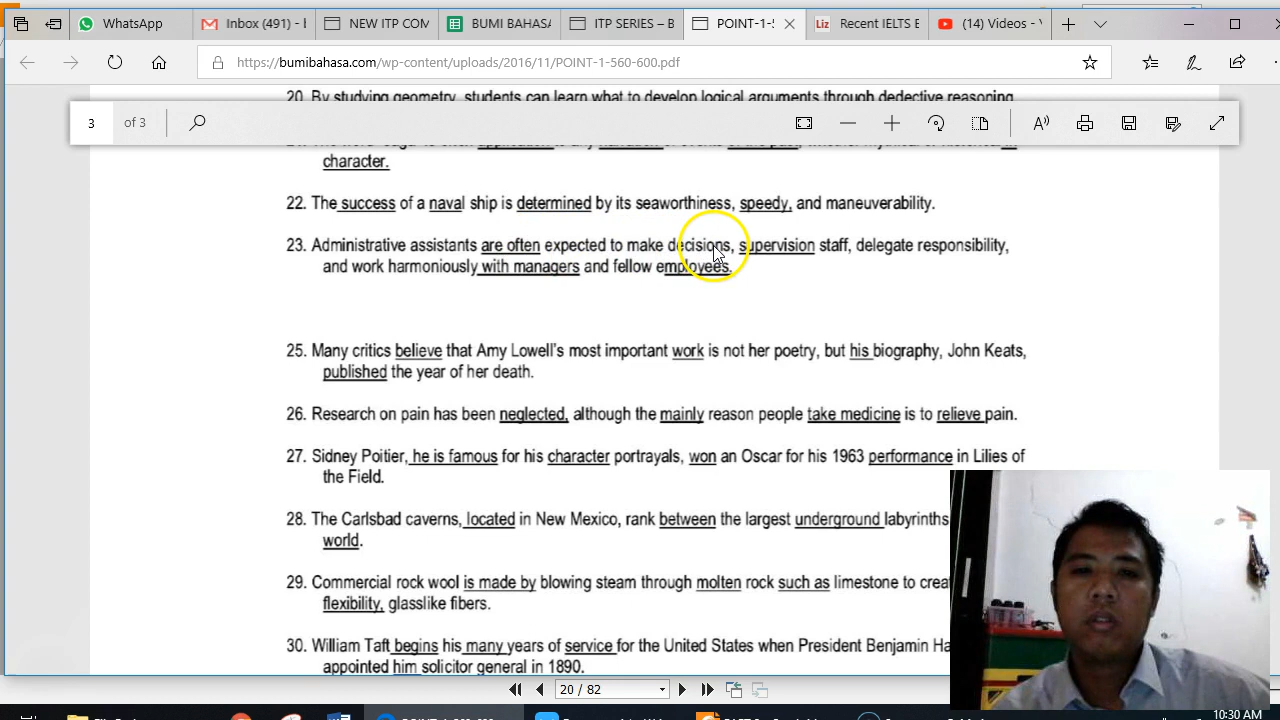 WhatsApp
Inbox (491) - l
NEW ITP COM
BUMI BAHASA
ITP SERIES – B
POINT-1-5
Recent IELTS E
(14) Videos - Y
https://bumibahasa.com/wp-content/uploads/2016/11/POINT-1-560-600.pdf
20. By studying geometry, students can learn what to develop logical arguments through dedective reasoning
3 of 3
character.
22. The success of a naval ship is determined by its seaworthiness, speedy, and maneuverability.
23. Administrative assistants are often expected to make decisions, supervision staff, delegate responsibility,
and work harmoniously with managers and fellow employees.
25. Many critics believe that Amy Lowell's most important work is not her poetry, but his biography, John Keats,
published the year of her death.
26. Research on pain has been neglected, although the mainly reason people take medicine is to relieve pain.
27. Sidney Poitier, he is famous for his character portrayals, won an Oscar for his 1963 performance in Lilies of
the Field.
28. The Carlsbad caverns, located in New Mexico, rank between the largest underground labyrinths
world.
29. Commercial rock wool is made by blowing steam through molten rock such as limestone to crea
flexibility, glasslike fibers.
30. William Taft begins his many years of service for the United States when President Benjamin Ha
appointed him solicitor general in 1890.
20 / 82
10:30 AM